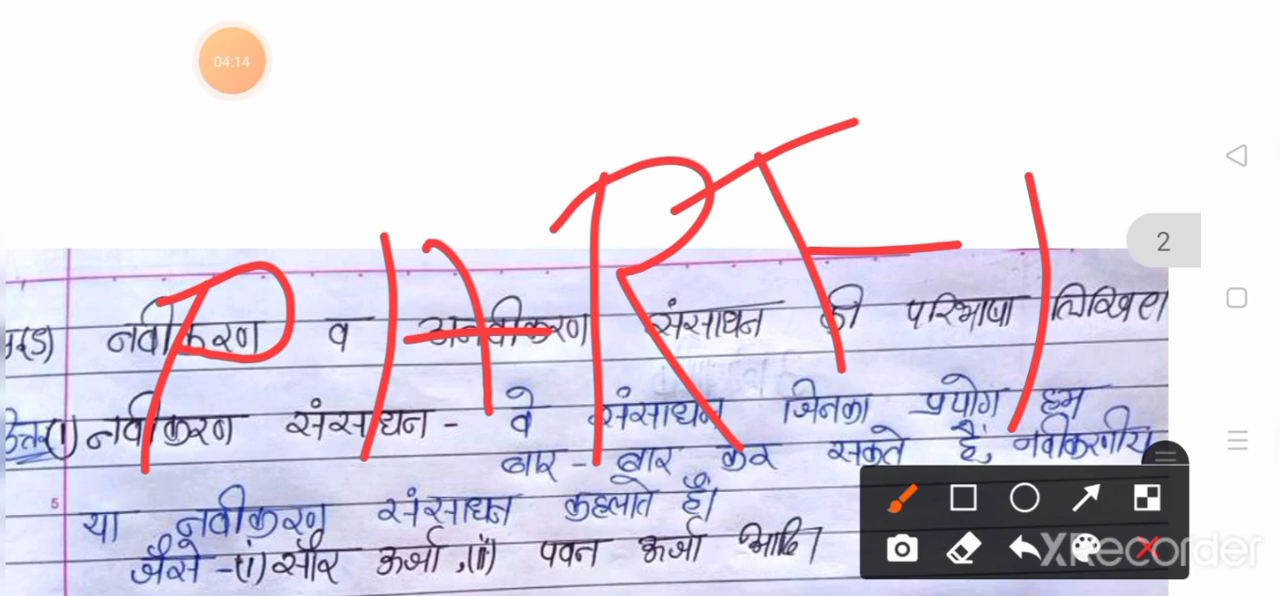 04:14
PART-1
2
नवीकरण व अनवीकरण संसाधन की परिभाषा लिखिए।
उत्तर (1) नवीकरण संसाधन - वे संसाधन जिनका प्रयोग हम
बार - बार कर सकते हैं, नवीकरणीय
5
या नवीकरण संसाधन कहलाते हैं।
जैसे -(i) सौर ऊर्जा ,(ii) पवन ऊर्जा आदि।
XRecorder